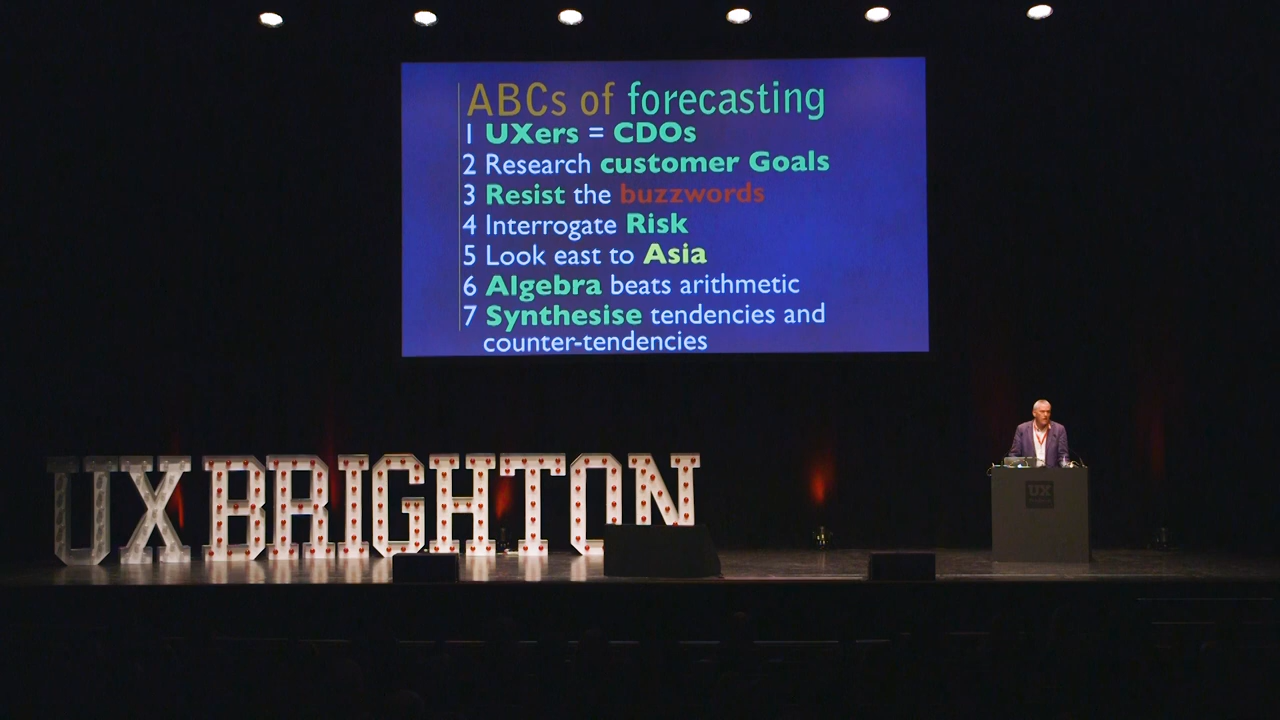 ABCs of forecasting
1 UXers = CDOs
2 Research customer Goals
3 Resist the buzzwords
4 Interrogate Risk
5 Look east to Asia
6 Algebra beats arithmetic
7 Synthesise tendencies and
counter-tendencies
UX BRIGHTON
UX